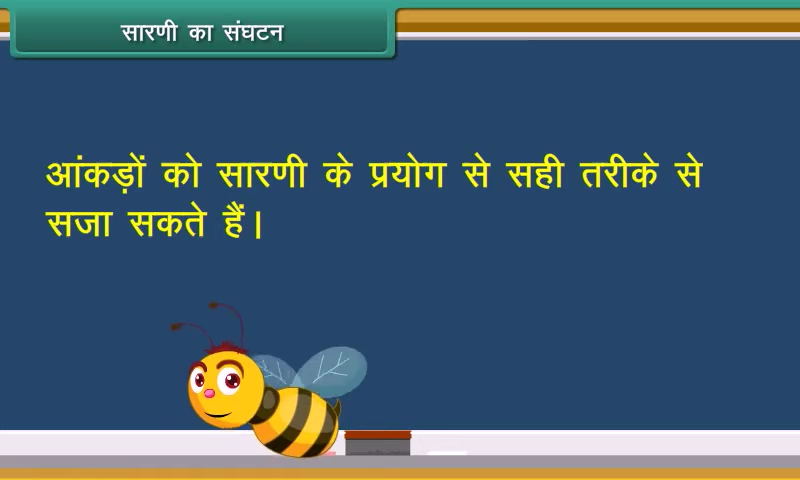 सारणी का संघटन
आंकड़ों को सारणी के प्रयोग से सही तरीके से
सजा सकते हैं।